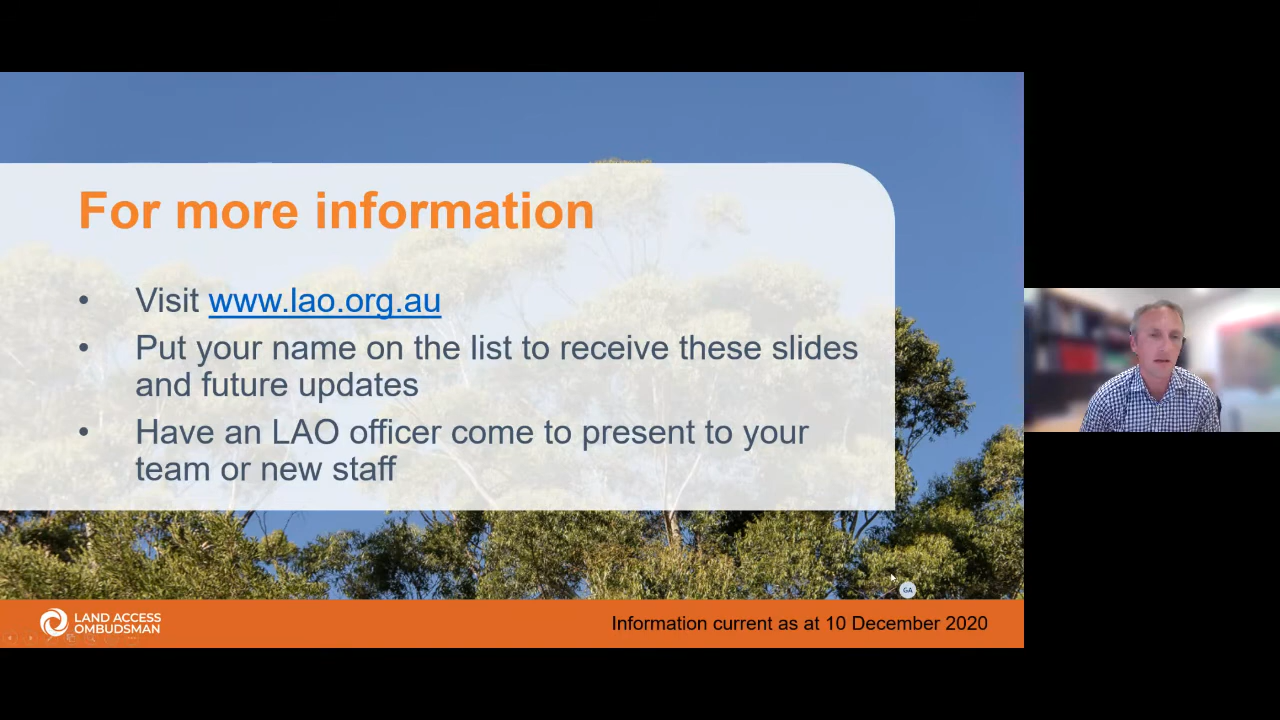 For more information
• Visit www.lao.org.au
• Put your name on the list to receive these slides
and future updates
• Have an LAO officer come to present to your
team or new staff
GA
LAND ACCESS
OMBUDSMAN
Information current as at 10 December 2020